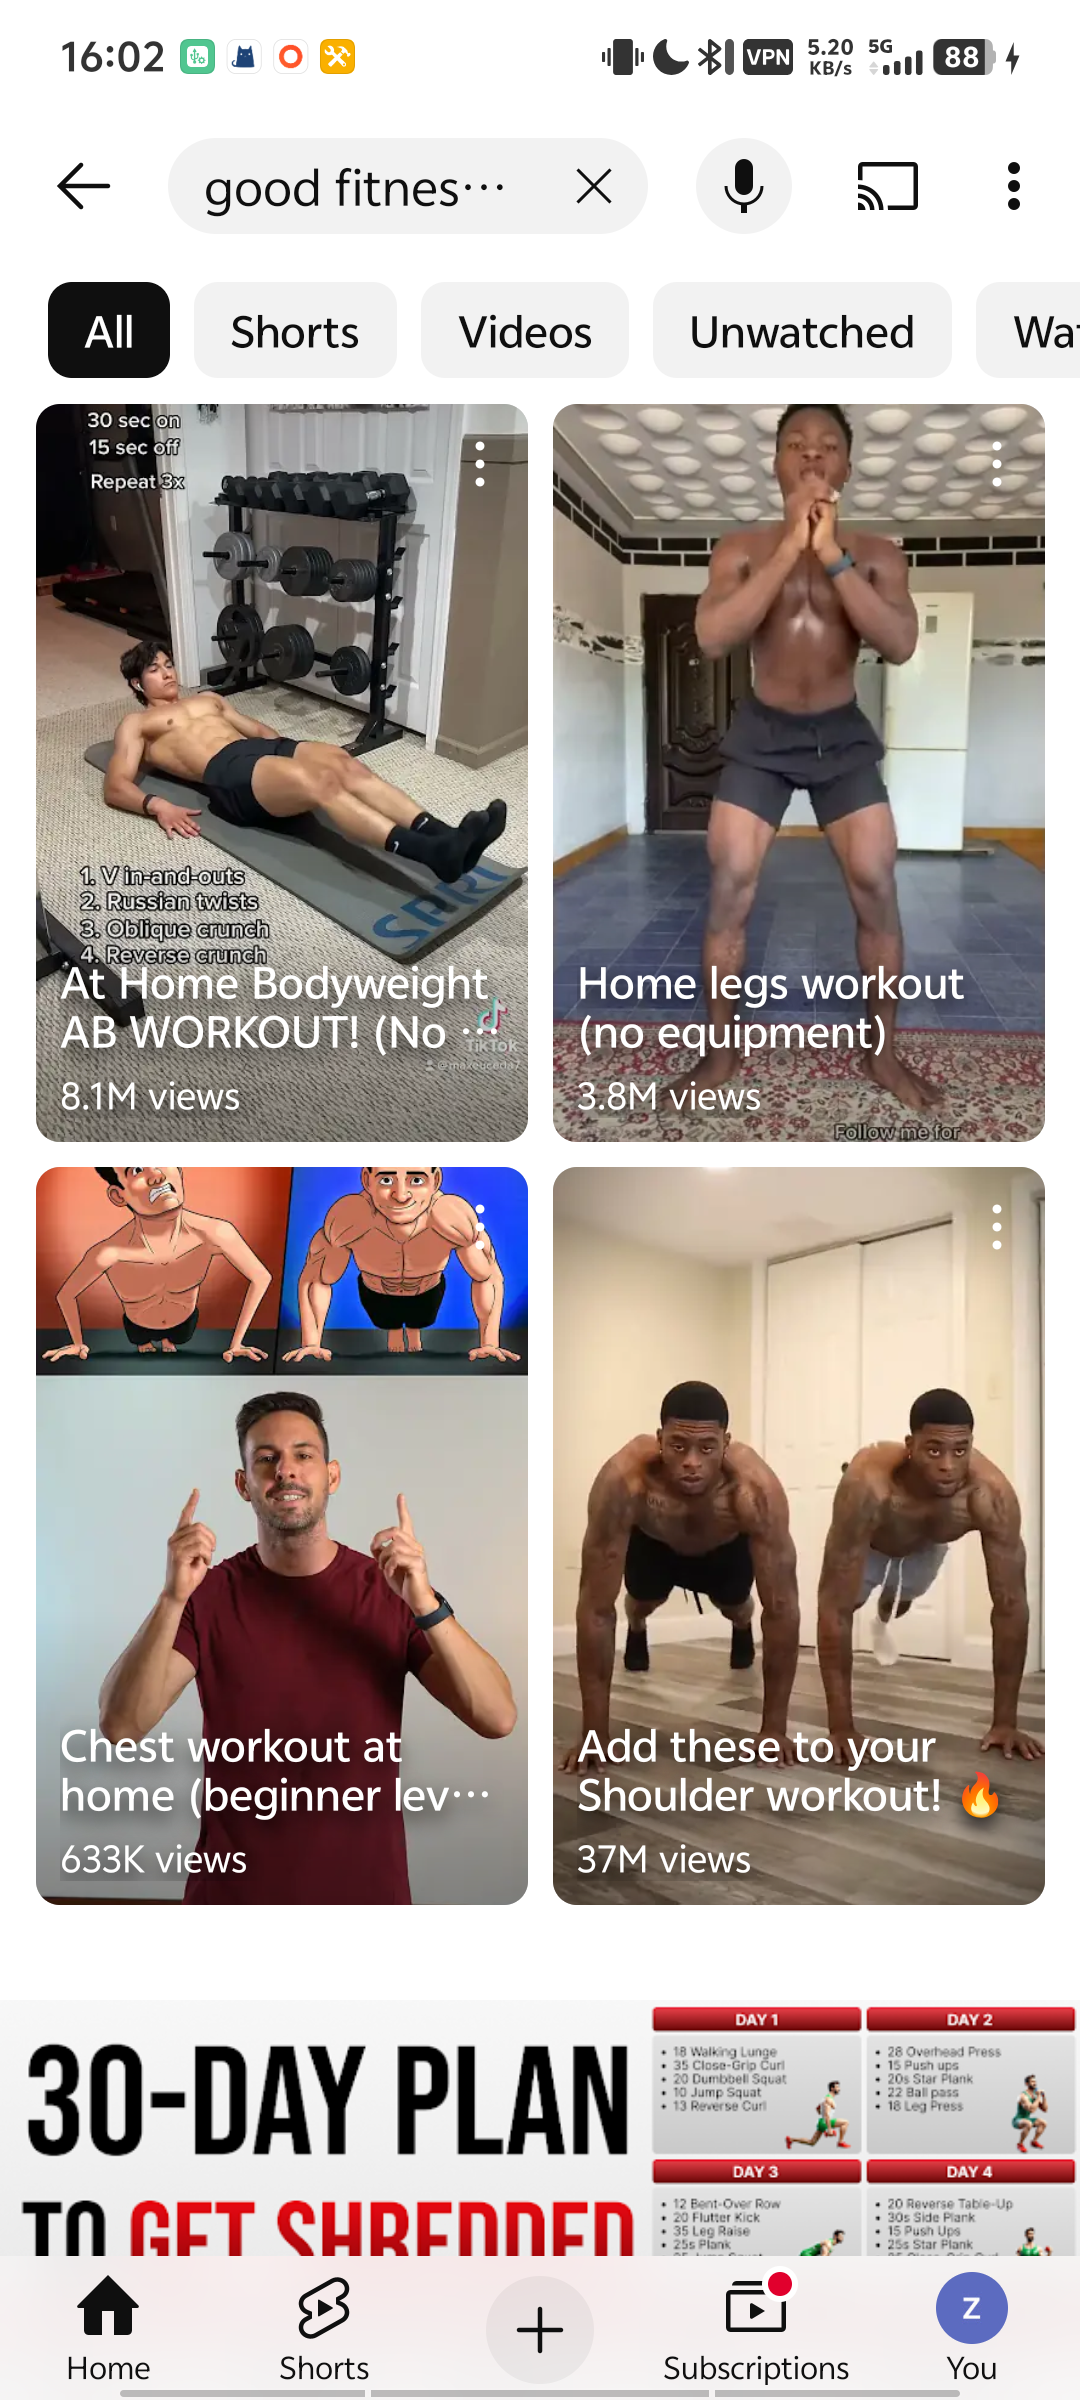 16:02
VPN
5.20
KB/s
5G
88
good fitnes···
All
Shorts
Videos
Unwatched
Wat
30 sec on
15 sec off
Repeat 3x
1. V in-and-outs
2. Russian twists
3. Oblique crunch
4. Reverse crunch
At Home Bodyweight
AB WORKOUT! (No ···
TikTok
8.1M views
Home legs workout
(no equipment)
3.8M views
Follow me for
Chest workout at
home (beginner lev···
633K views
Add these to your
Shoulder workout! 🔥
37M views
30-DAY PLAN
TO GET SHREDDED
DAY 1
• 18 Walking Lunge
• 35 Close-Grip Curl
• 20 Dumbbell Squat
• 10 Jump Squat
• 13 Reverse Curl
DAY 2
• 28 Overhead Press
• 15 Push ups
• 20s Star Plank
• 22 Ball pass
• 18 Leg Press
DAY 3
• 12 Bent-Over Row
• 20 Flutter Kick
• 35 Leg Raise
• 25s Plank
DAY 4
• 20 Reverse Table-Up
• 30s Side Plank
• 15 Push Ups
• 25s Star Plank
Home
Shorts
Subscriptions
Z
You